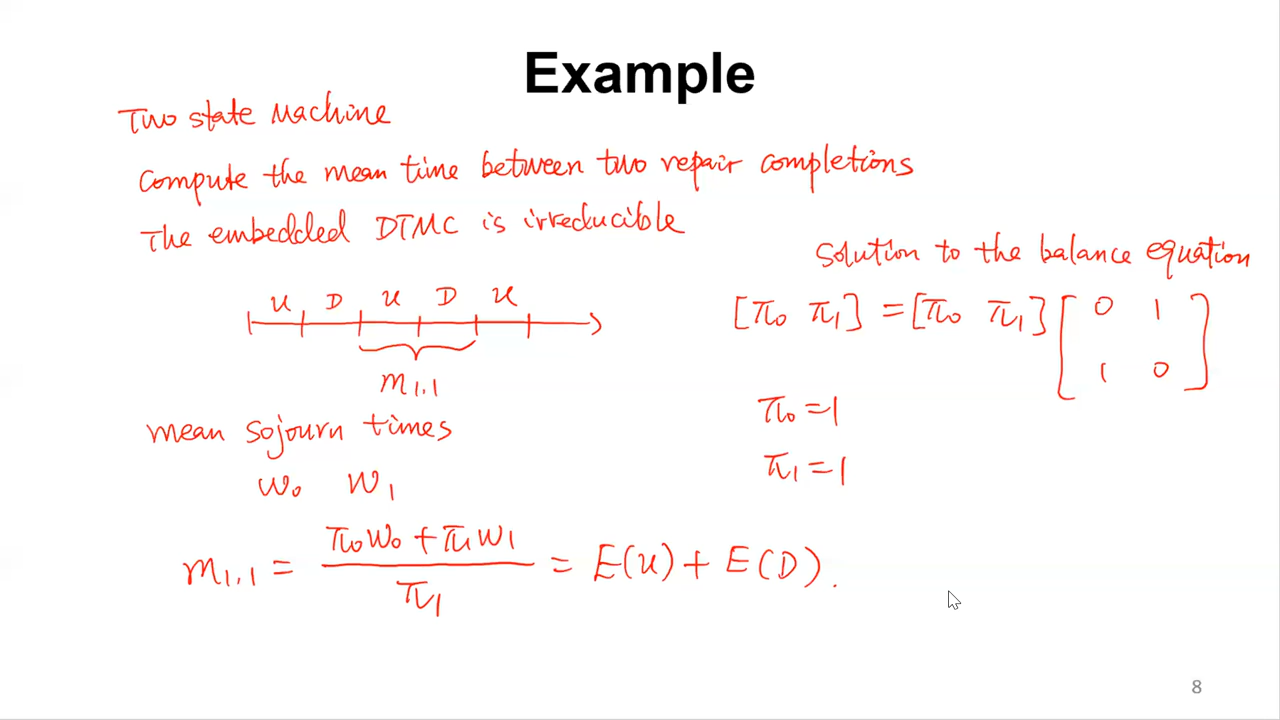 Example
Two state machine
compute the mean time between two repair completions
The embedded DTMC is irreducible
solution to the balance equation
u D u D u
[π₀ π₁] = [π₀ π₁] [0 1
1 0]
m₁,₁
π₀ = 1
mean sojourn times
π₁ = 1
w₀ w₁
m₁,₁ = (π₀w₀ + π₁w₁) / π₁ = E(u) + E(D).
8